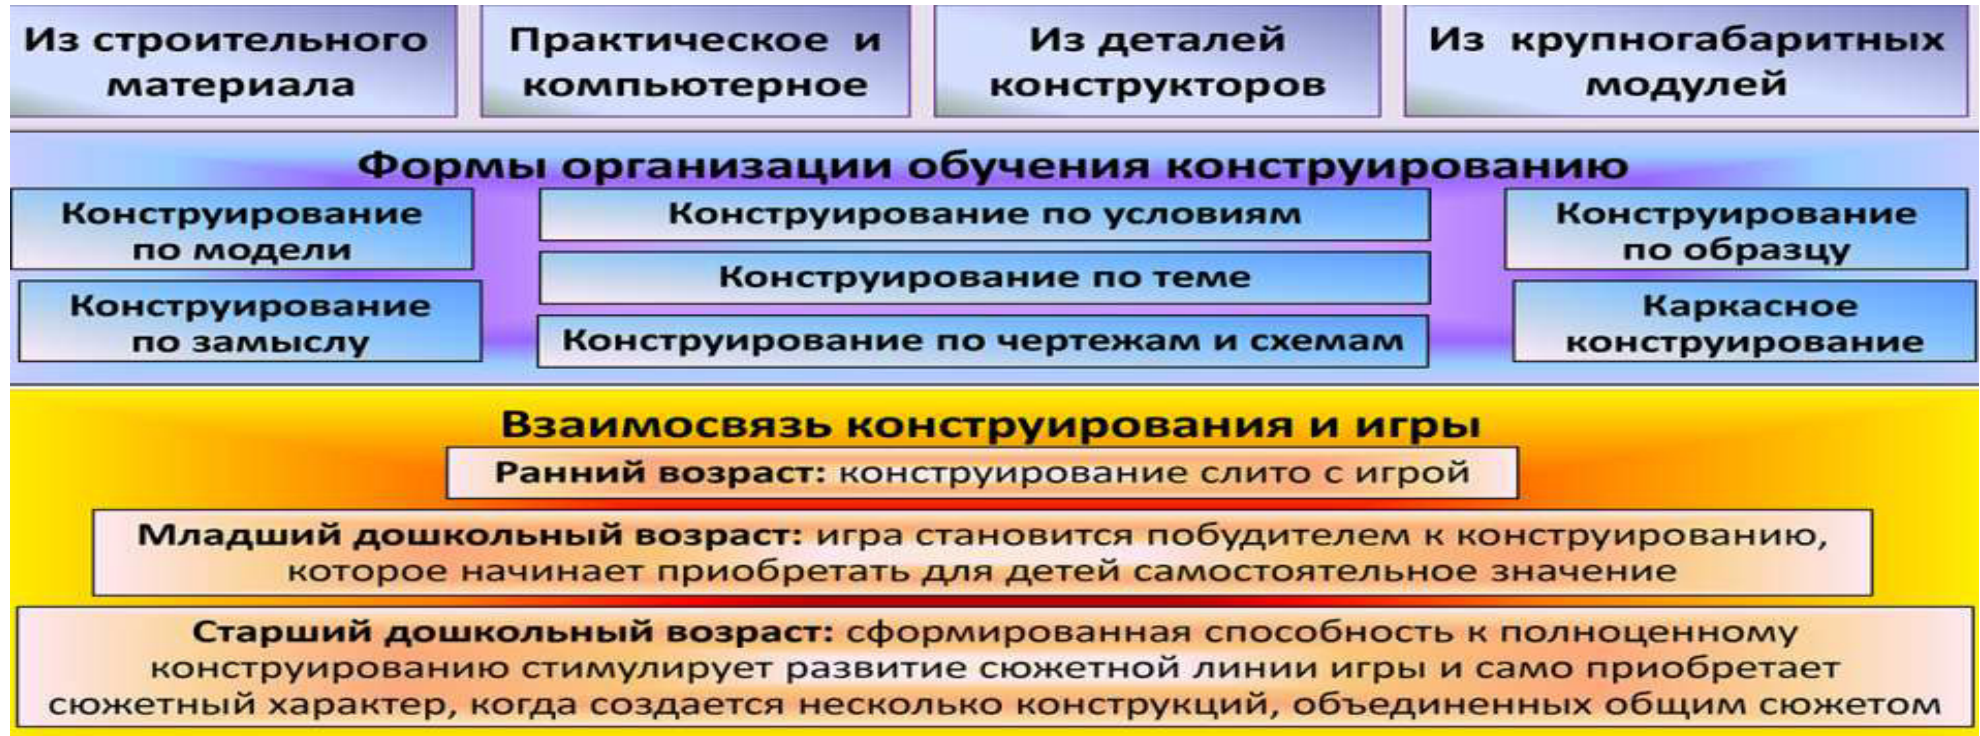 Из строительного
материала
Практическое и
компьютерное
Из деталей
конструкторов
Из крупногабаритных
модулей
Формы организации обучения конструированию
Конструирование
по модели
Конструирование по условиям
Конструирование
по образцу
Конструирование по теме
Конструирование
по замыслу
Конструирование по чертежам и схемам
Каркасное
конструирование
Взаимосвязь конструирования и игры
Ранний возраст: конструирование слито с игрой
Младший дошкольный возраст: игра становится побудителем к конструированию,
которое начинает приобретать для детей самостоятельное значение
Старший дошкольный возраст: сформированная способность к полноценному
конструированию стимулирует развитие сюжетной линии игры и само приобретает
сюжетный характер, когда создается несколько конструкций, объединенных общим сюжетом